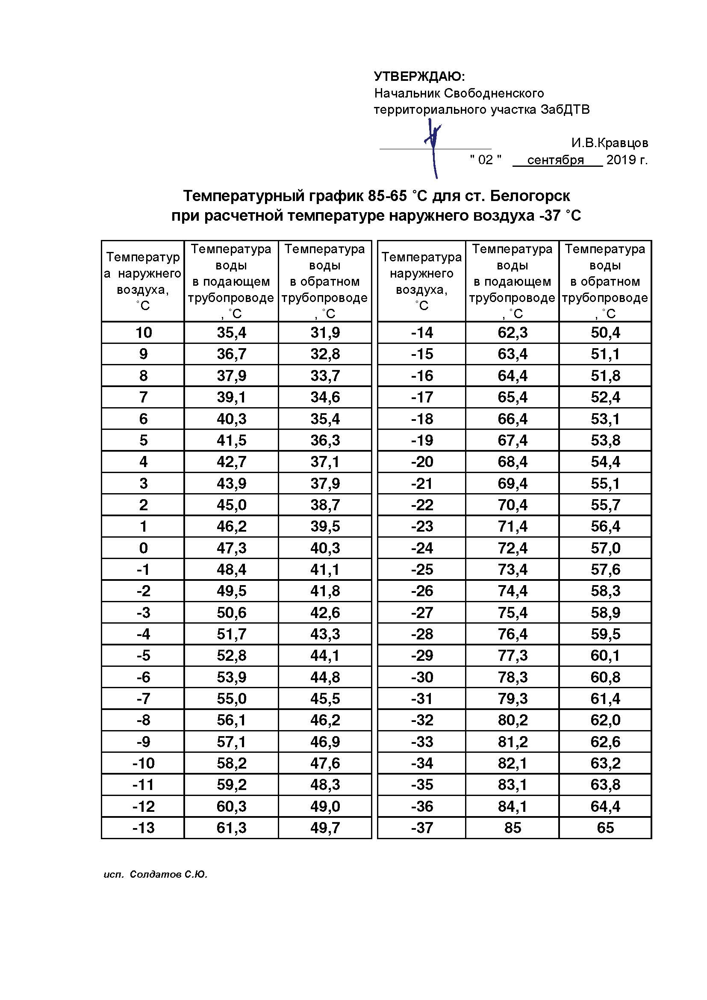 УТВЕРЖДАЮ:
Начальник Свободненского
территориального участка ЗабДТВ
И.В.Кравцов
" 02 " сентября 2019 г.
Температурный график 85-65 ˚С для ст. Белогорск
при расчетной температуре наружнего воздуха -37 ˚С
Температур
а наружнего
воздуха,
˚С
Температура
воды
в подающем
трубопроводе
, ˚С
Температура
воды
в обратном
трубопроводе
, ˚С
Температура
наружнего
воздуха,
˚С
Температура
воды
в подающем
трубопроводе
, ˚С
Температура
воды
в обратном
трубопроводе
, ˚С
10 35,4 31,9 -14 62,3 50,4
9 36,7 32,8 -15 63,4 51,1
8 37,9 33,7 -16 64,4 51,8
7 39,1 34,6 -17 65,4 52,4
6 40,3 35,4 -18 66,4 53,1
5 41,5 36,3 -19 67,4 53,8
4 42,7 37,1 -20 68,4 54,4
3 43,9 37,9 -21 69,4 55,1
2 45,0 38,7 -22 70,4 55,7
1 46,2 39,5 -23 71,4 56,4
0 47,3 40,3 -24 72,4 57,0
-1 48,4 41,1 -25 73,4 57,6
-2 49,5 41,8 -26 74,4 58,3
-3 50,6 42,6 -27 75,4 58,9
-4 51,7 43,3 -28 76,4 59,5
-5 52,8 44,1 -29 77,3 60,1
-6 53,9 44,8 -30 78,3 60,8
-7 55,0 45,5 -31 79,3 61,4
-8 56,1 46,2 -32 80,2 62,0
-9 57,1 46,9 -33 81,2 62,6
-10 58,2 47,6 -34 82,1 63,2
-11 59,2 48,3 -35 83,1 63,8
-12 60,3 49,0 -36 84,1 64,4
-13 61,3 49,7 -37 85 65
исп. Солдатов С.Ю.